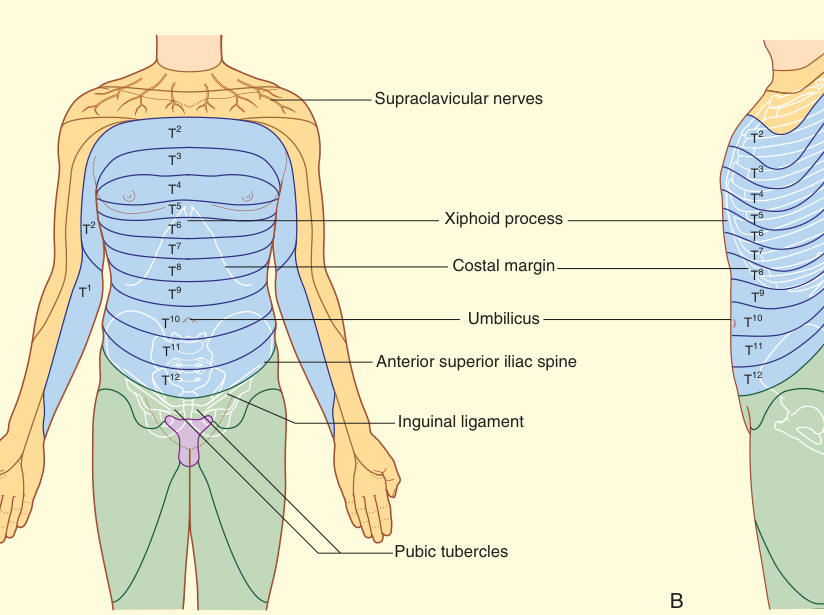 Supraclavicular nerves
T2
T3
T4
T5
T6
T7
T8
T9
T10
T11
T12
T2
T1
Xiphoid process
Costal margin
Umbilicus
Anterior superior iliac spine
Inguinal ligament
Pubic tubercles
T2
T3
T4
T5
T6
T7
T8
T9
T10
T11
T12
B